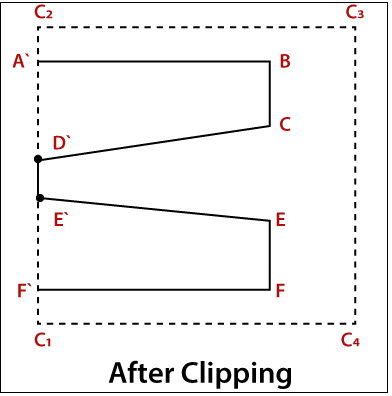 C₂ C₃
A` B
C
D`
E` E
F` F
C₁ C₄
After Clipping